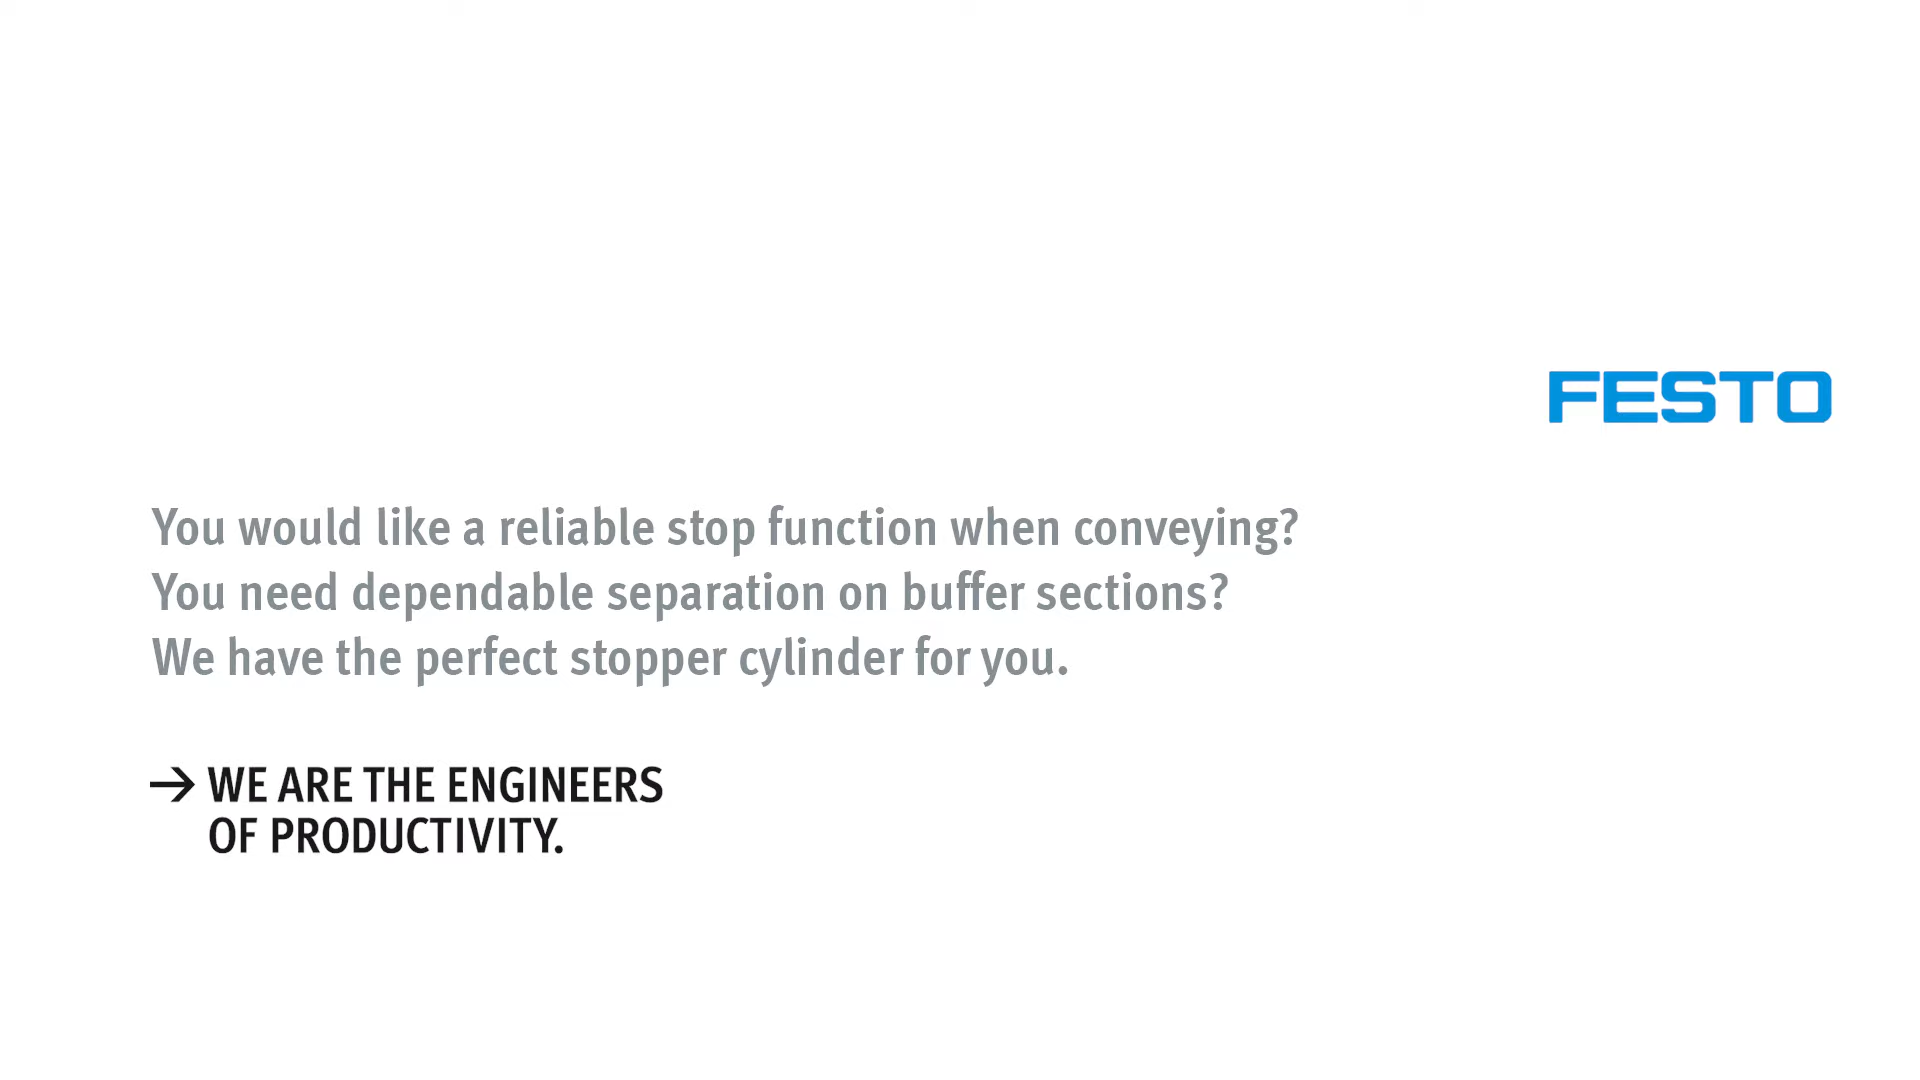 FESTO
You would like a reliable stop function when conveying?
You need dependable separation on buffer sections?
We have the perfect stopper cylinder for you.
→ WE ARE THE ENGINEERS
OF PRODUCTIVITY.